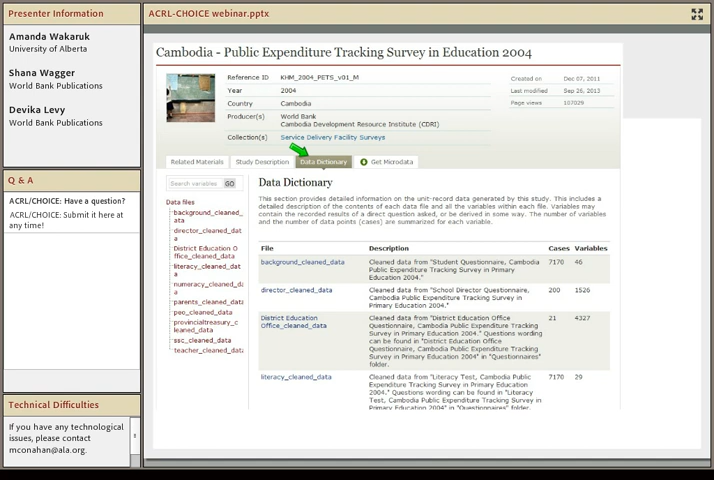 Presenter Information
Amanda Wakaruk
University of Alberta
Shana Wagger
World Bank Publications
Devika Levy
World Bank Publications
Q & A
ACRL/CHOICE: Have a question?
ACRL/CHOICE: Submit it here at
any time!
Technical Difficulties
If you have any technological
issues, please contact
mconahan@ala.org.
ACRL-CHOICE webinar.pptx
Cambodia - Public Expenditure Tracking Survey in Education 2004
Reference ID KHM_2004_PETS_v01_M
Year 2004
Country Cambodia
Producer(s) World Bank
Cambodia Development Resource Institute (CDRI)
Collection(s) Service Delivery Facility Surveys
Created on Dec 07, 2011
Last modified Sep 26, 2013
Page views 107029
Related Materials Study Description Data Dictionary Get Microdata
Search variables GO
Data files
background_cleaned_
ata
director_cleaned_dat
a
District Education O
ffice_cleaned_data
literacy_cleaned_dat
a
numeracy_cleaned_da
ta
parents_cleaned_data
peo_cleaned_data
provincialtreasury_c
leaned_data
ssc_cleaned_data
teacher_cleaned_data
Data Dictionary
This section provides detailed information on the unit-record data generated by this study. This includes a
detailed description of the contents of each data file and all the variables within each file. Variables may
contain the recorded results of a direct question asked, or be derived in some way. The number of variables
and the number of data points (cases) are summarized for each variable.
File Description Cases Variables
background_cleaned_data Cleaned data from "Student Questionnaire, Cambodia 7170 46
Public Expenditure Tracking Survey in Primary
Education 2004."
director_cleaned_data Cleaned data from "School Director Questionnaire, 200 1526
Cambodia Public Expenditure Tracking Survey in
Primary Education 2004."
District Education Cleaned data from "District Education Office 21 4327
Office_cleaned_data Questionnaire, Cambodia Public Expenditure Tracking
Survey in Primary Education 2004." Questions wording
can be found in "District Education Office
Questionnaire, Cambodia Public Expenditure Tracking
Survey in Primary Education 2004" in "Questionnaires"
folder.
literacy_cleaned_data Cleaned data from "Literacy Test, Cambodia Public 7170 29
Expenditure Tracking Survey in Primary Education
2004." Questions wording can be found in "Literacy
Test, Cambodia Public Expenditure Tracking Survey in
Primary Education 2004" in "Questionnaires" folder.